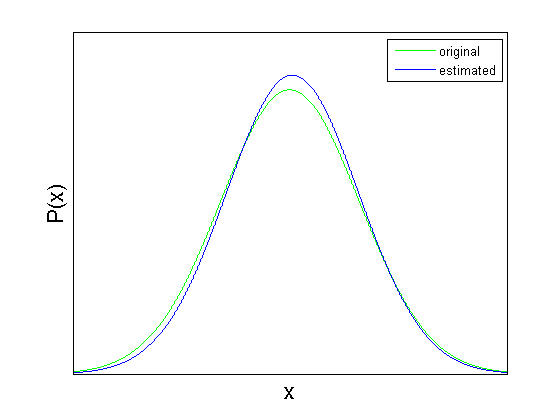 original
estimated
P(x)
x